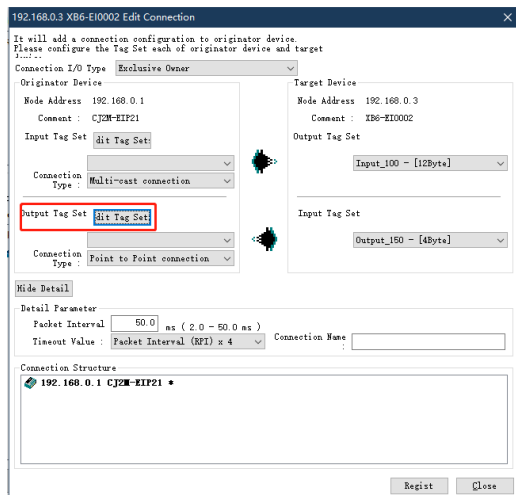 192.168.0.3 XB6-EI0002 Edit Connection
It will add a connection configuration to originator device.
Please configure the Tag Set each of originator device and target
Connection I/O Type Exclusive Owner
Originator Device
Node Address 192.168.0.1
Comment : CJ2M-EIP21
Input Tag Set dit Tag Set:
Connection Type : Multi-cast connection
Output Tag Set dit Tag Set:
Connection Type : Point to Point connection
Target Device
Node Address 192.168.0.3
Comment : XB6-EI0002
Output Tag Set
Input_100 - [12Byte]
Input Tag Set
Output_150 - [4Byte]
Hide Detail
Detail Parameter
Packet Interval 50.0 ms ( 2.0 - 50.0 ms )
Timeout Value : Packet Interval (RPI) x 4 Connection Name :
Connection Structure
192.168.0.1 CJ2M-EIP21 *
Regist Close